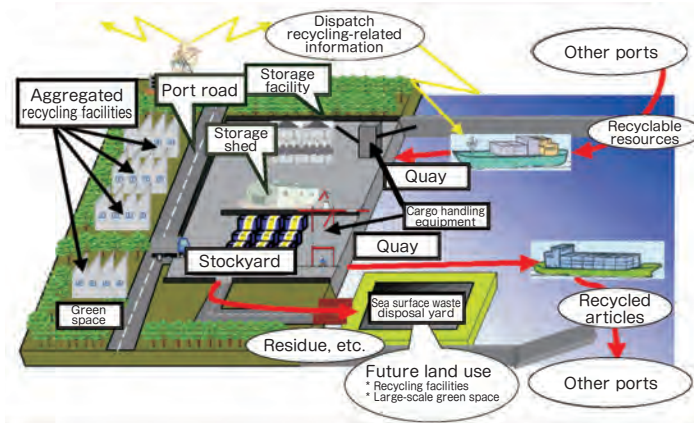 Dispatch
recycling-related
information
Other ports
Aggregated
recycling facilities
Port road
Storage
facility
Storage
shed
Recyclable
resources
Quay
Cargo handling
equipment
Quay
Stockyard
Green
space
Sea surface waste
disposal yard
Recycled
articles
Residue, etc.
Future land use
* Recycling facilities
* Large-scale green space
Other ports